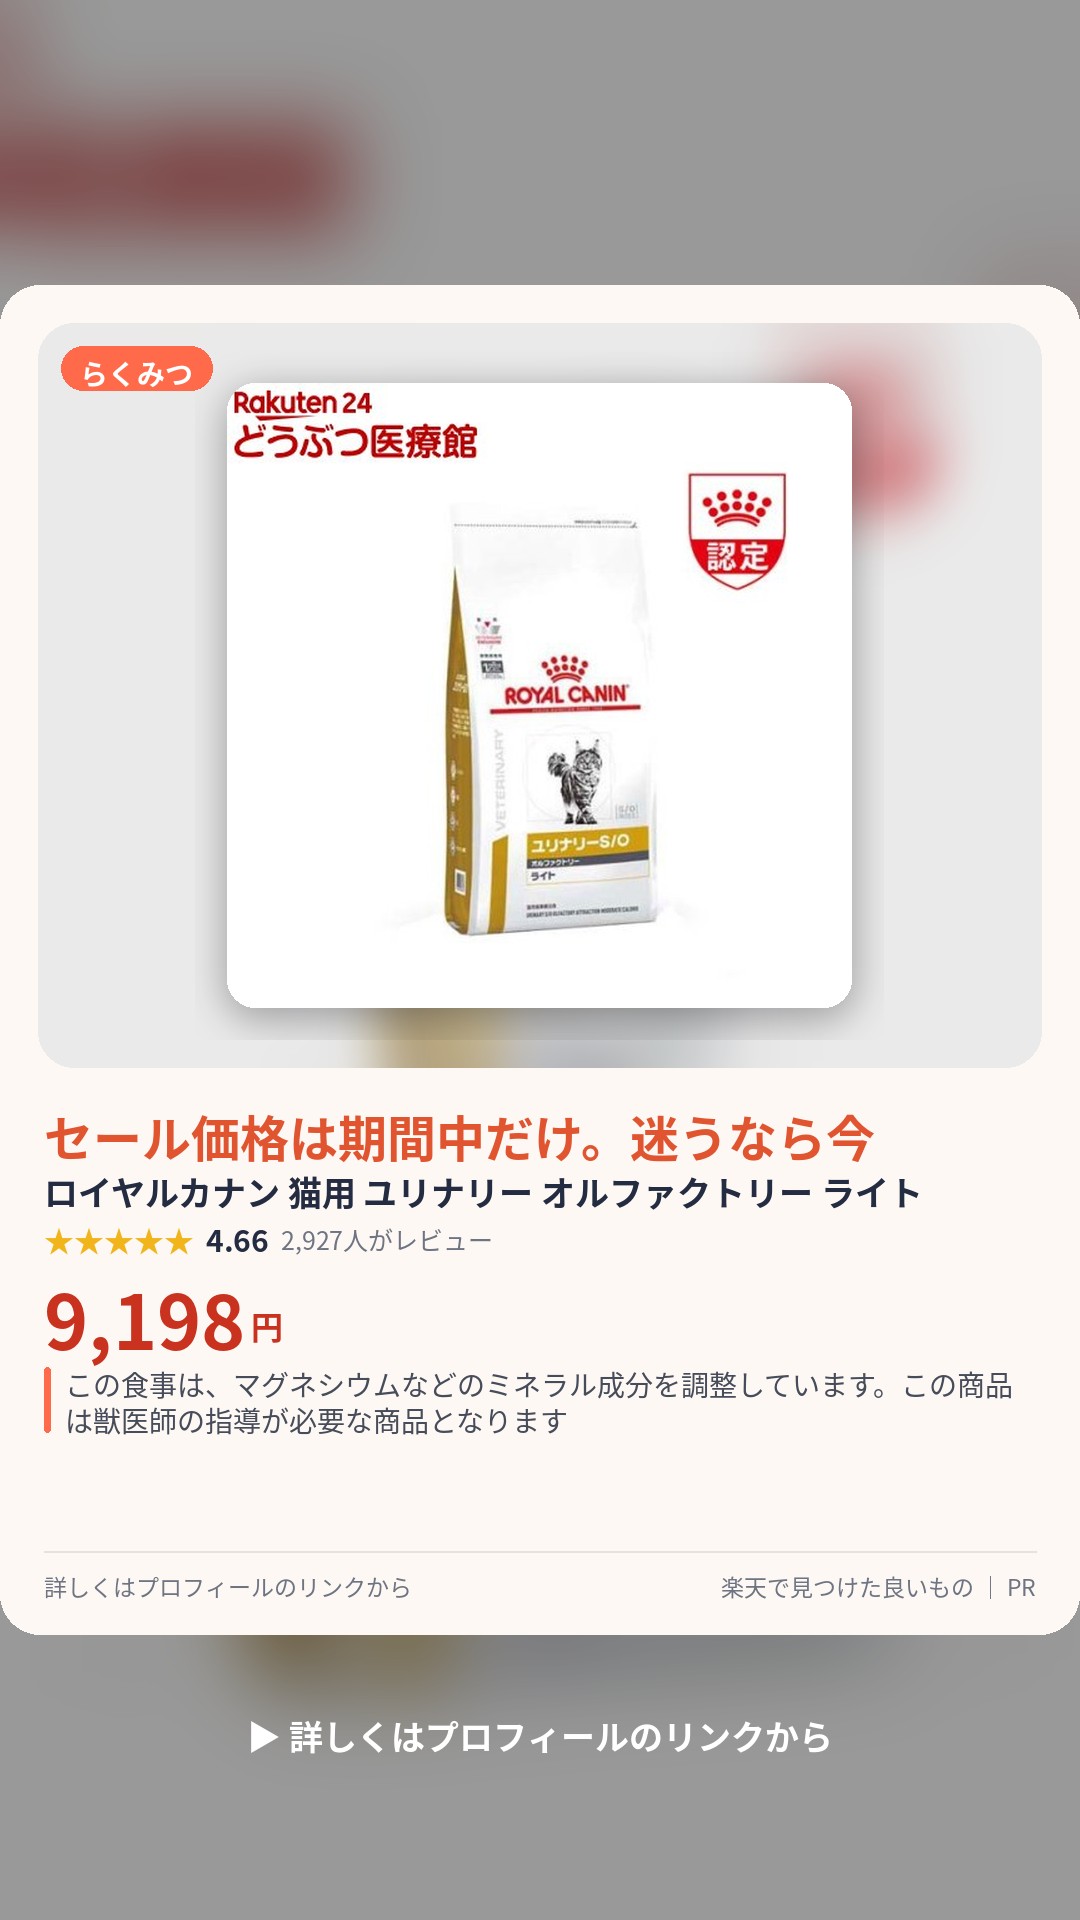 らくみつ
Rakuten 24
どうぶつ医療館
認定
ROYAL CANIN
VETERINARY
S/O
ユリナリーS/O
オルファクトリー
ライト
セール価格は期間中だけ。迷うなら今
ロイヤルカナン 猫用 ユリナリー オルファクトリー ライト
★★★★★ 4.66 2,927人がレビュー
9,198円
この食事は、マグネシウムなどのミネラル成分を調整しています。この商品
は獣医師の指導が必要な商品となります
詳しくはプロフィールのリンクから
楽天で見つけた良いもの | PR
▶ 詳しくはプロフィールのリンクから